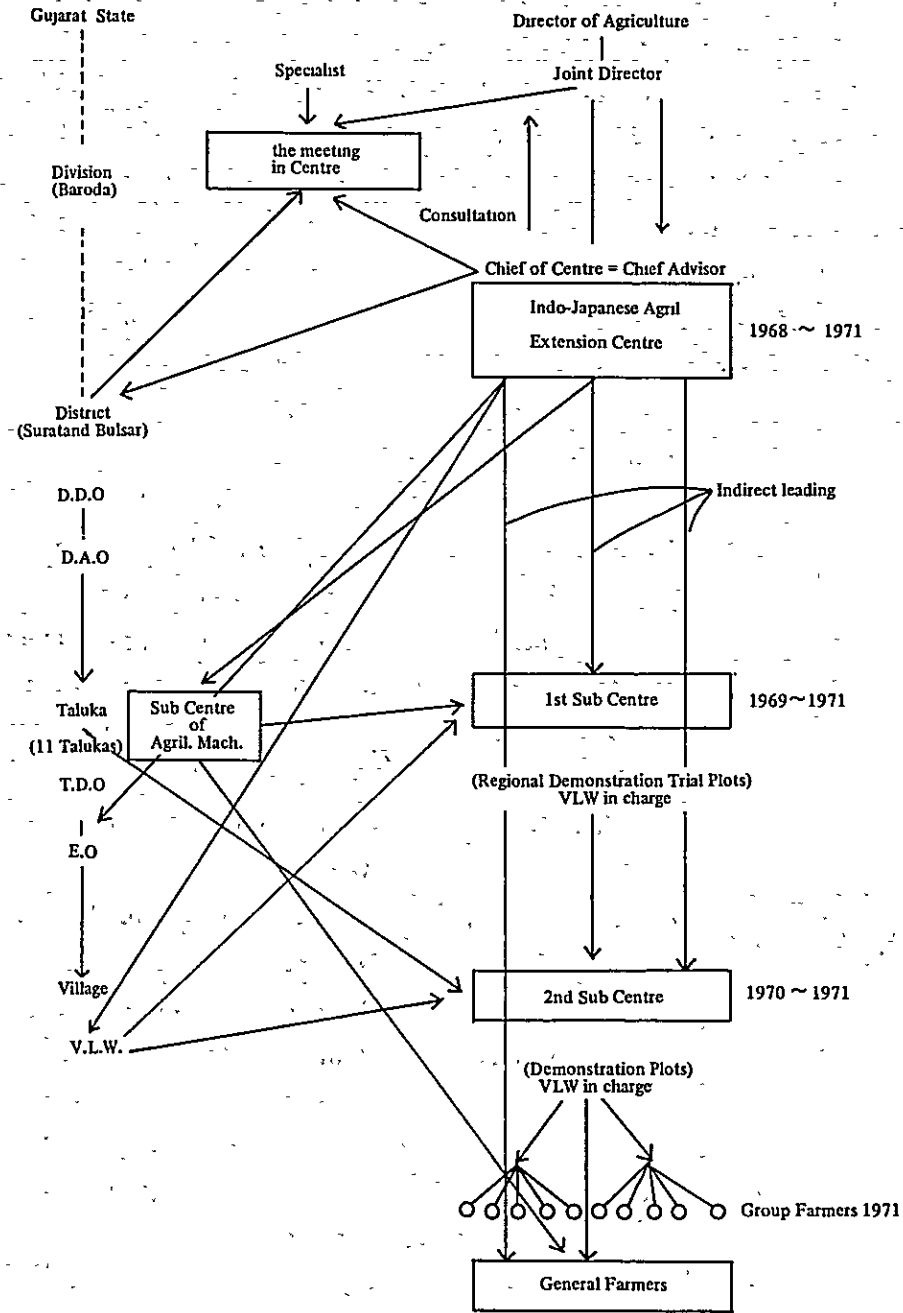 Gujarat State
Director of Agriculture
Specialist
Joint Director
the meeting
in Centre
Division
(Baroda)
Consultation
Chief of Centre = Chief Advisor
Indo-Japanese Agril
Extension Centre
1968 ~ 1971
District
(Suratand Bulsar)
D.D.O
Indirect leading
D.A.O
Taluka
(11 Talukas)
Sub Centre
of
Agril. Mach.
1st Sub Centre
1969~1971
T.D.O
(Regional Demonstration Trial Plots)
VLW in charge
E.O
Village
2nd Sub Centre
1970 ~ 1971
V.L.W.
(Demonstration Plots)
VLW in charge
Group Farmers 1971
General Farmers